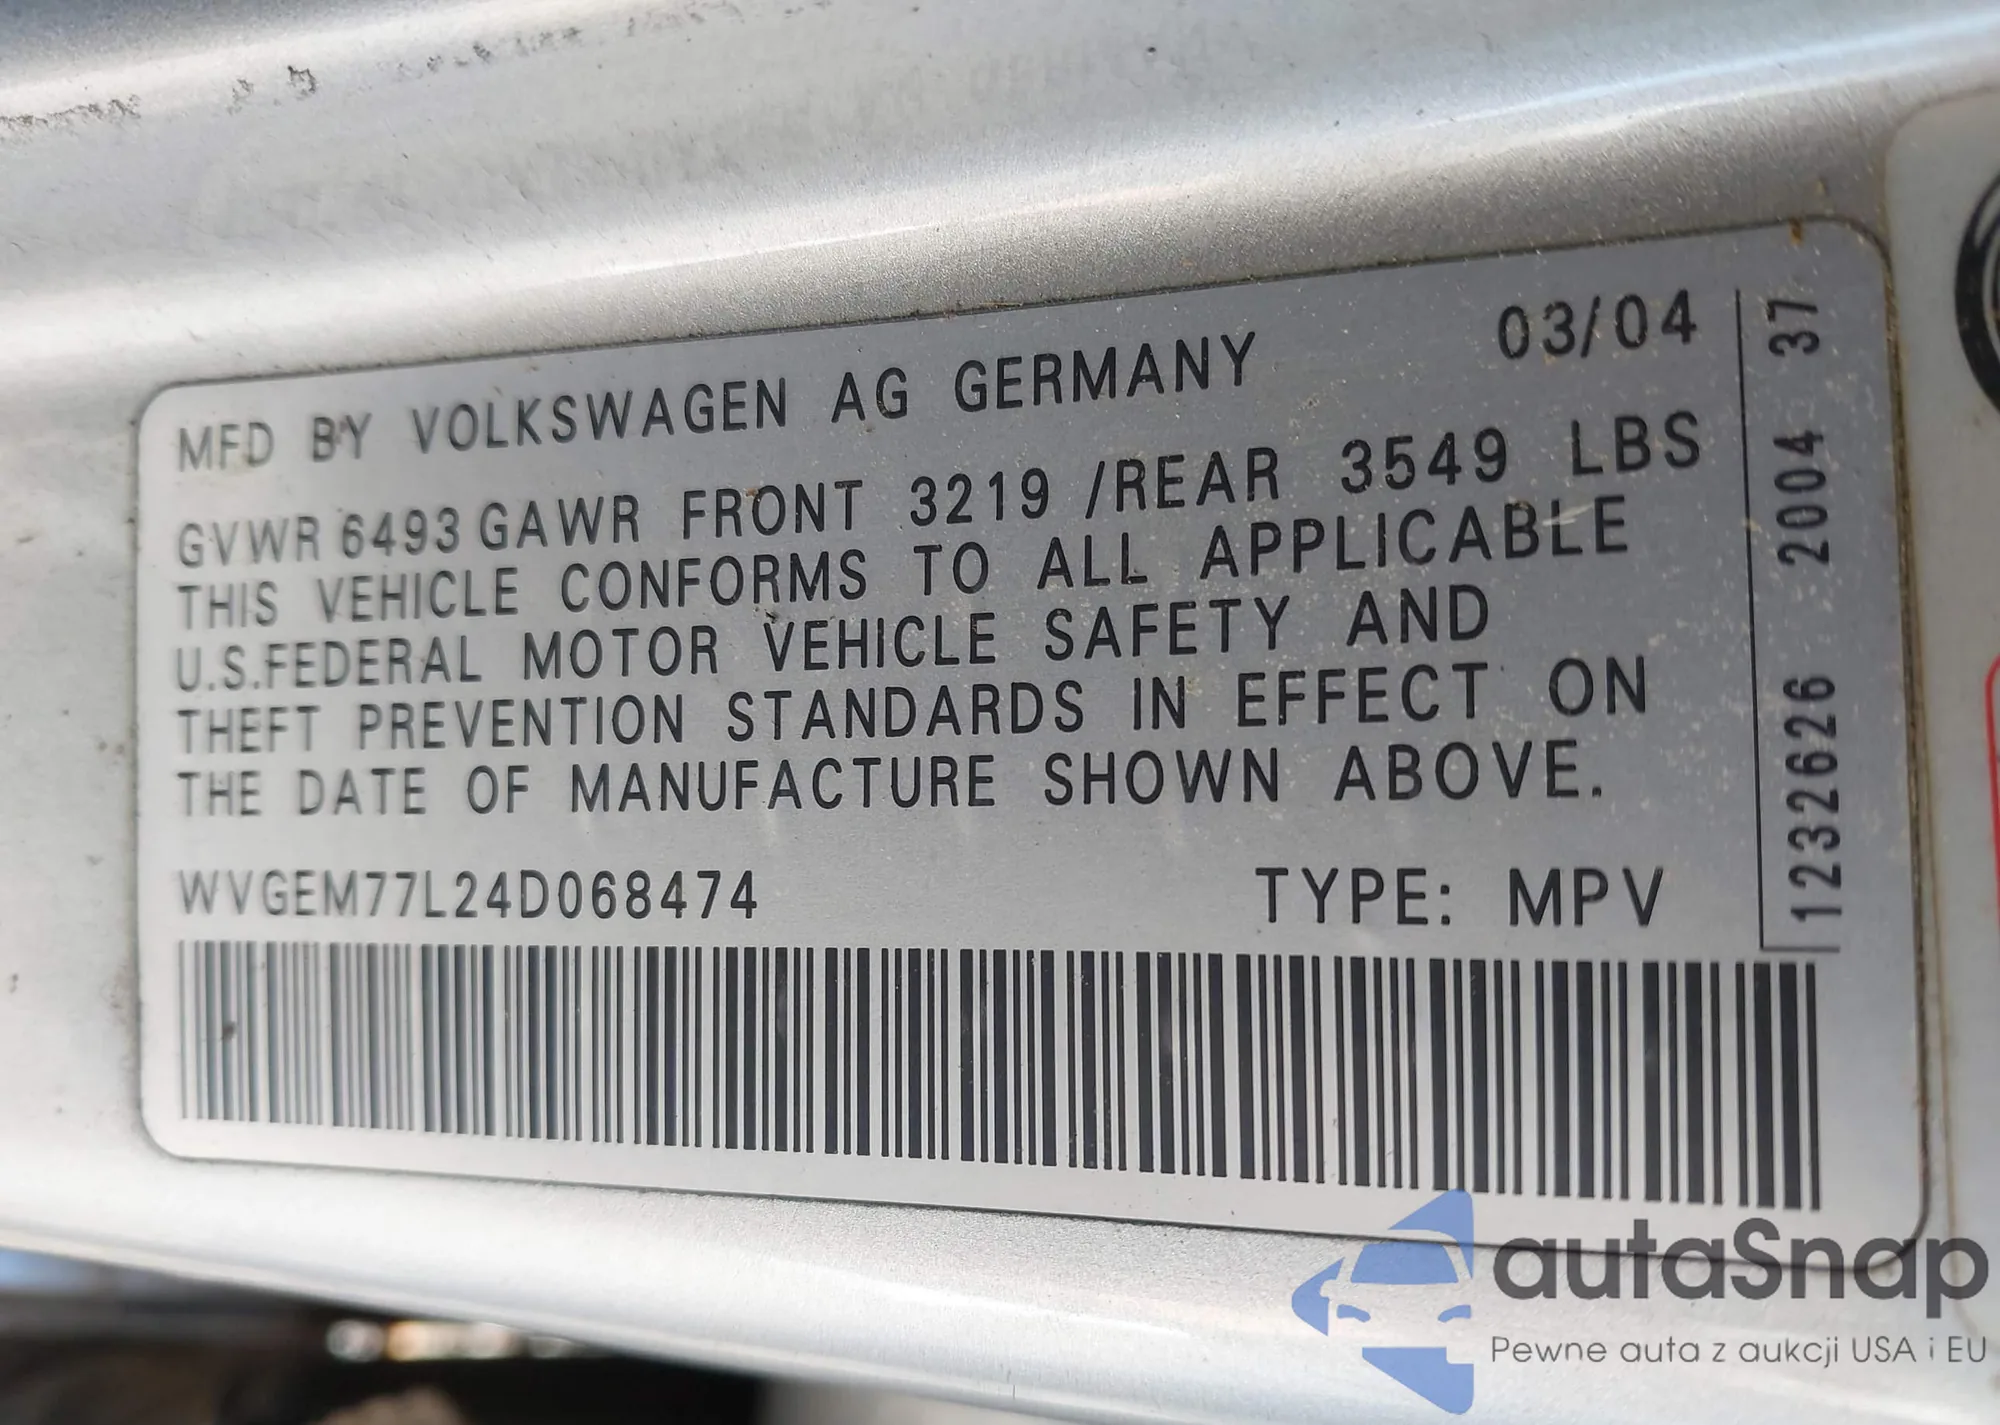 MFD BY VOLKSWAGEN AG GERMANY 03/04
GVWR 6493 GAWR FRONT 3219 /REAR 3549 LBS
THIS VEHICLE CONFORMS TO ALL APPLICABLE
U.S.FEDERAL MOTOR VEHICLE SAFETY AND
THEFT PREVENTION STANDARDS IN EFFECT ON
THE DATE OF MANUFACTURE SHOWN ABOVE.
WVGEM77L24D068474 TYPE: MPV
1232626 2004 37
autaSnap
Pewne auta z aukcji USA i EU